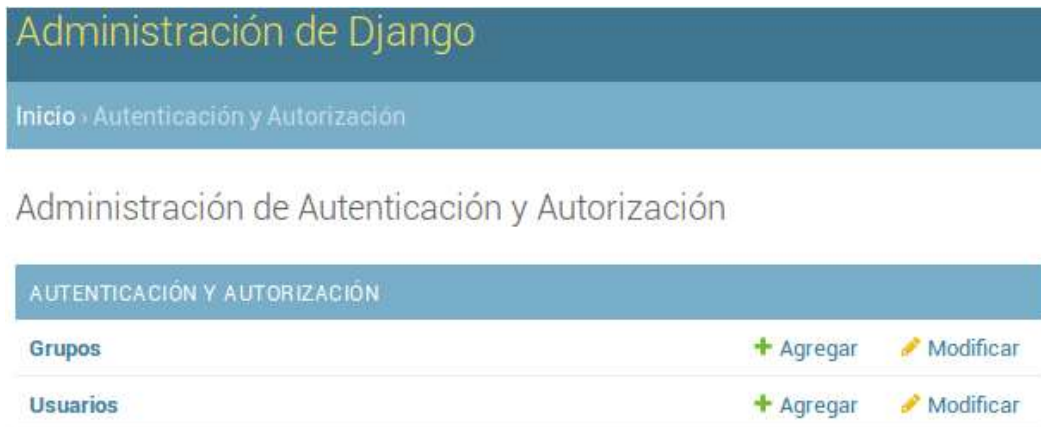 Administración de Django
Inicio › Autenticación y Autorización
Administración de Autenticación y Autorización
AUTENTICACIÓN Y AUTORIZACIÓN
Grupos Agregar Modificar
Usuarios Agregar Modificar